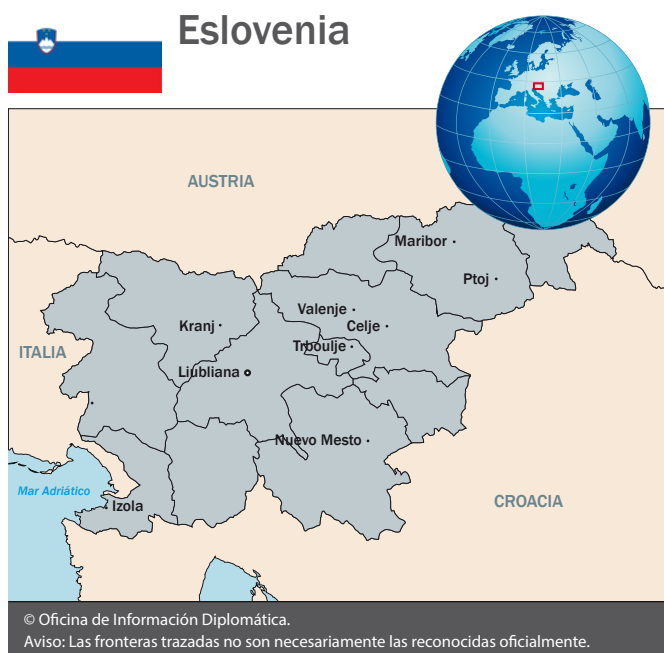 Eslovenia
AUSTRIA
Maribor
Ptoj
Valenje
Kranj
Celje
Trboulje
ITALIA
Liubliana
Nuevo Mesto
Mar Adriático
Izola
CROACIA
© Oficina de Información Diplomática.
Aviso: Las fronteras trazadas no son necesariamente las reconocidas oficialmente.